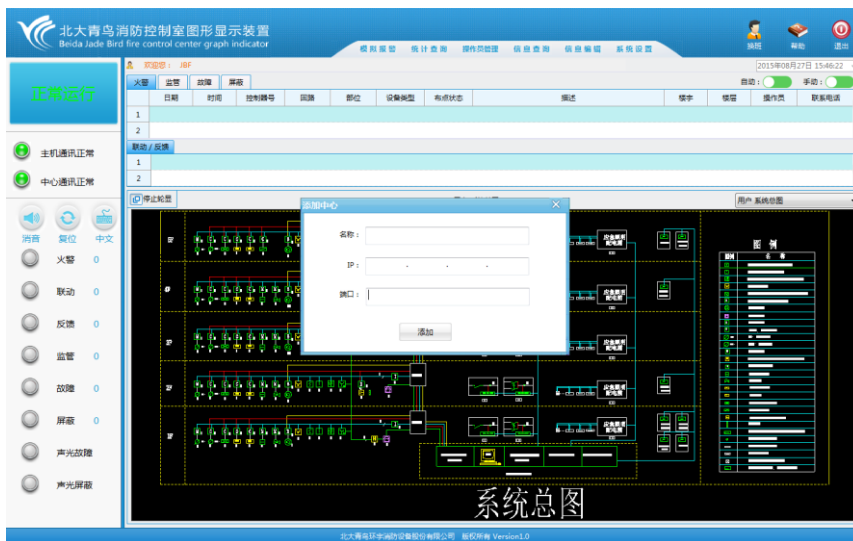 北大青鸟消防控制室图形显示装置
Beida Jade Bird fire control center graph indicator
模拟报警 统计查询 操作员管理 信息查询 信息编辑 系统设置
换班 帮助 退出
欢迎您： JBF
2015年08月27日 15:46:22
正常运行
火警 监管 故障 屏蔽
自动： 手动：
日期 时间 控制器号 回路 部位 设备类型 布点状态 描述 楼宇 楼层 操作员 联系电话
1
2
联动 / 反馈
1
2
主机通讯正常
中心通讯正常
停止轮显
用户 系统总图
消音 复位 中文
火警 0
联动 0
反馈 0
监管 0
故障 0
屏蔽 0
声光故障
声光屏蔽
添加中心
名称：
IP： . . .
端口：
添加
图 例
系统总图
北大青鸟环宇消防设备股份有限公司 版权所有 Version1.0